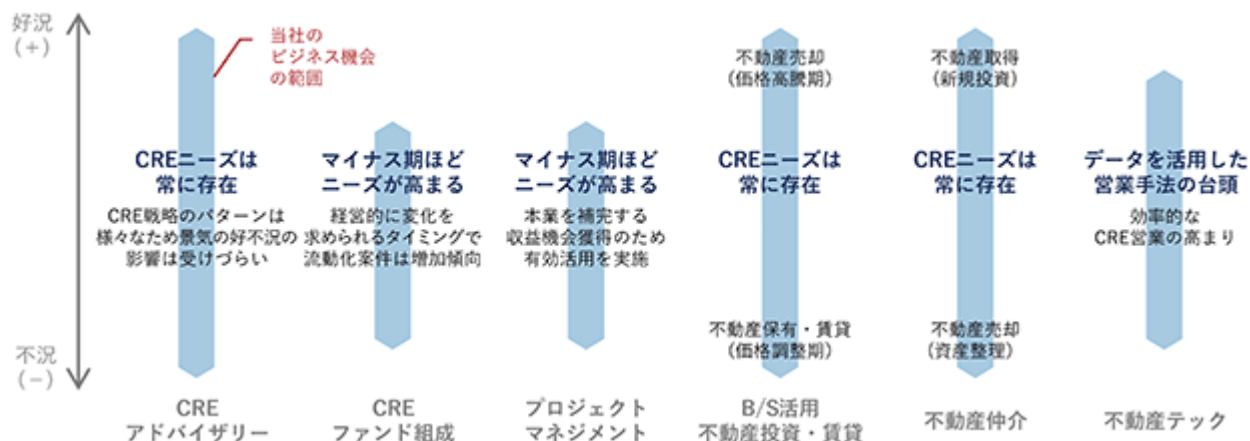 好況
(+)
当社の
ビジネス機会
の範囲
CREニーズは
常に存在
CRE戦略のパターンは
様々なため景気の好不況の
影響は受けづらい
マイナス期ほど
ニーズが高まる
経営的に変化を
求められるタイミングで
流動化案件は増加傾向
マイナス期ほど
ニーズが高まる
本業を補完する
収益機会獲得のため
有効活用を実施
不動産売却
(価格高騰期)
CREニーズは
常に存在
不動産保有・賃貸
(価格調整期)
不動産取得
(新規投資)
CREニーズは
常に存在
不動産売却
(資産整理)
データを活用した
営業手法の台頭
効率的な
CRE営業の高まり
不況
(−)
CRE
アドバイザリー
CRE
ファンド組成
プロジェクト
マネジメント
B/S活用
不動産投資・賃貸
不動産仲介
不動産テック